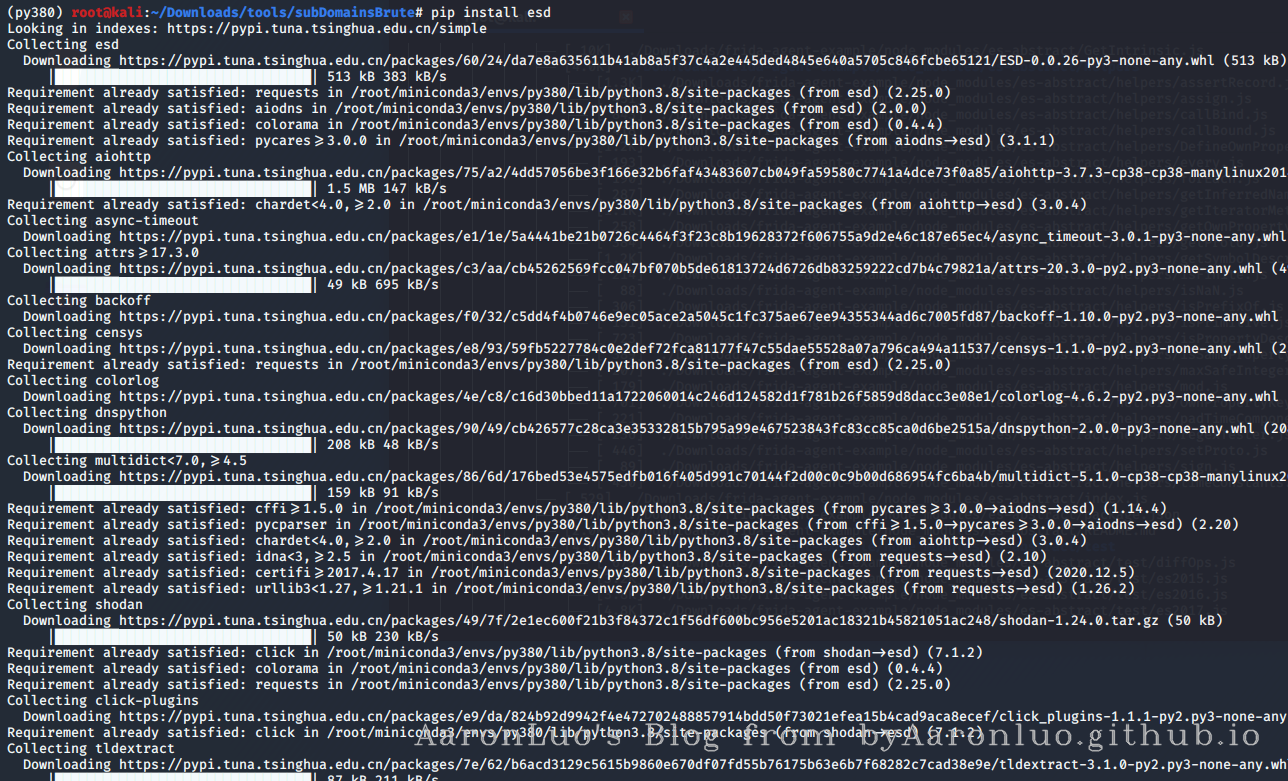 (py380) root@kali:~/Downloads/tools/subDomainsBrute# pip install esd
Looking in indexes: https://pypi.tuna.tsinghua.edu.cn/simple
Collecting esd
Downloading https://pypi.tuna.tsinghua.edu.cn/packages/60/24/da7e8a635611b41ab8a5f37c4a2e445ded4845e640a5705c846fcbe65121/ESD-0.0.26-py3-none-any.whl (513 kB)
| 513 kB 383 kB/s
Requirement already satisfied: requests in /root/miniconda3/envs/py380/lib/python3.8/site-packages (from esd) (2.25.0)
Requirement already satisfied: aiodns in /root/miniconda3/envs/py380/lib/python3.8/site-packages (from esd) (2.0.0)
Requirement already satisfied: colorama in /root/miniconda3/envs/py380/lib/python3.8/site-packages (from esd) (0.4.4)
Requirement already satisfied: pycares>=3.0.0 in /root/miniconda3/envs/py380/lib/python3.8/site-packages (from aiodns->esd) (3.1.1)
Collecting aiohttp
Downloading https://pypi.tuna.tsinghua.edu.cn/packages/75/a2/4dd57056be3f166e32b6faf43483607cb049fa59580c7741a4dce73f0a85/aiohttp-3.7.3-cp38-cp38-manylinux201
| 1.5 MB 147 kB/s
Requirement already satisfied: chardet<4.0,>=2.0 in /root/miniconda3/envs/py380/lib/python3.8/site-packages (from aiohttp->esd) (3.0.4)
Collecting async-timeout
Downloading https://pypi.tuna.tsinghua.edu.cn/packages/e1/1e/5a4441be21b0726c4464f3f23c8b19628372f606755a9d2e46c187e65ec4/async_timeout-3.0.1-py3-none-any.whl
Collecting attrs>=17.3.0
Downloading https://pypi.tuna.tsinghua.edu.cn/packages/c3/aa/cb45262569fcc047bf070b5de61813724d6726db83259222cd7b4c79821a/attrs-20.3.0-py2.py3-none-any.whl (4
| 49 kB 695 kB/s
Collecting backoff
Downloading https://pypi.tuna.tsinghua.edu.cn/packages/f0/32/c5dd4f4b0746e9ec05ace2a5045c1fc375ae67ee94355344ad6c7005fd87/backoff-1.10.0-py2.py3-none-any.whl
Collecting censys
Downloading https://pypi.tuna.tsinghua.edu.cn/packages/e8/93/59fb5227784c0e2def72fca81177f47c55dae55528a07a796ca494a11537/censys-1.1.0-py2.py3-none-any.whl (2
Requirement already satisfied: requests in /root/miniconda3/envs/py380/lib/python3.8/site-packages (from esd) (2.25.0)
Collecting colorlog
Downloading https://pypi.tuna.tsinghua.edu.cn/packages/4e/c8/c16d30bbed11a1722060014c246d124582d1f781b26f5859d8dacc3e08e1/colorlog-4.6.2-py2.py3-none-any.whl
Collecting dnspython
Downloading https://pypi.tuna.tsinghua.edu.cn/packages/90/49/cb426577c28ca3e35332815b795a99e467523843fc83cc85ca0d6be2515a/dnspython-2.0.0-py3-none-any.whl (20
| 208 kB 48 kB/s
Collecting multidict<7.0,>=4.5
Downloading https://pypi.tuna.tsinghua.edu.cn/packages/86/6d/176bed53e4575edfb016f405d991c70144f2d00c0c9b00d686954fc6ba4b/multidict-5.1.0-cp38-cp38-manylinux2
| 159 kB 91 kB/s
Requirement already satisfied: cffi>=1.5.0 in /root/miniconda3/envs/py380/lib/python3.8/site-packages (from pycares>=3.0.0->aiodns->esd) (1.14.4)
Requirement already satisfied: pycparser in /root/miniconda3/envs/py380/lib/python3.8/site-packages (from cffi>=1.5.0->pycares>=3.0.0->aiodns->esd) (2.20)
Requirement already satisfied: chardet<4.0,>=2.0 in /root/miniconda3/envs/py380/lib/python3.8/site-packages (from aiohttp->esd) (3.0.4)
Requirement already satisfied: idna<3,>=2.5 in /root/miniconda3/envs/py380/lib/python3.8/site-packages (from requests->esd) (2.10)
Requirement already satisfied: certifi>=2017.4.17 in /root/miniconda3/envs/py380/lib/python3.8/site-packages (from requests->esd) (2020.12.5)
Requirement already satisfied: urllib3<1.27,>=1.21.1 in /root/miniconda3/envs/py380/lib/python3.8/site-packages (from requests->esd) (1.26.2)
Collecting shodan
Downloading https://pypi.tuna.tsinghua.edu.cn/packages/49/7f/2e1ec600f21b3f84372c1f56df600bc956e5201ac18321b45821051ac248/shodan-1.24.0.tar.gz (50 kB)
| 50 kB 230 kB/s
Requirement already satisfied: click in /root/miniconda3/envs/py380/lib/python3.8/site-packages (from shodan->esd) (7.1.2)
Requirement already satisfied: colorama in /root/miniconda3/envs/py380/lib/python3.8/site-packages (from esd) (0.4.4)
Requirement already satisfied: requests in /root/miniconda3/envs/py380/lib/python3.8/site-packages (from esd) (2.25.0)
Collecting click-plugins
Downloading https://pypi.tuna.tsinghua.edu.cn/packages/e9/da/824b92d9942f4e472702488857914bdd50f73021efea15b4cad9aca8ecef/click_plugins-1.1.1-py2.py3-none-any
Requirement already satisfied: click in /root/miniconda3/envs/py380/lib/python3.8/site-packages (from shodan->esd) (7.1.2)
AaronLuo's Blog from byAaronluo.github.io
Collecting tldextract
Downloading https://pypi.tuna.tsinghua.edu.cn/packages/7e/62/b6acd3129c5615b9860e670df07fd55b76175b63e6b7f68282c7cad38e9e/tldextract-3.1.0-py2.py3-none-any.wh
| 87 kB 211 kB/s